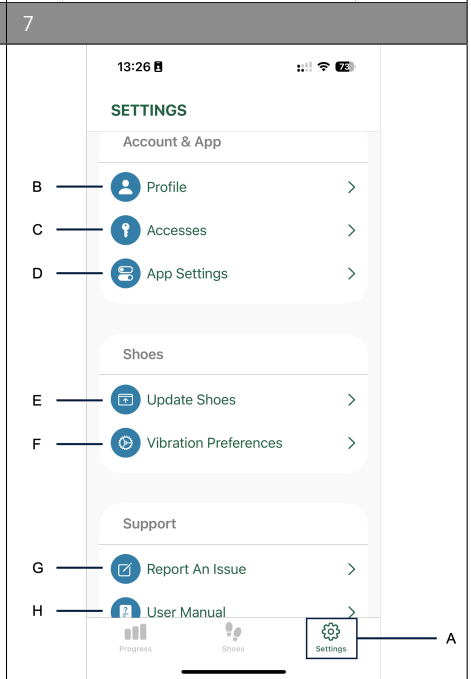 7
13:26
73
SETTINGS
Account & App
B Profile
C Accesses
D App Settings
Shoes
E Update Shoes
F Vibration Preferences
Support
G Report An Issue
H User Manual
Progress Shoes Settings A